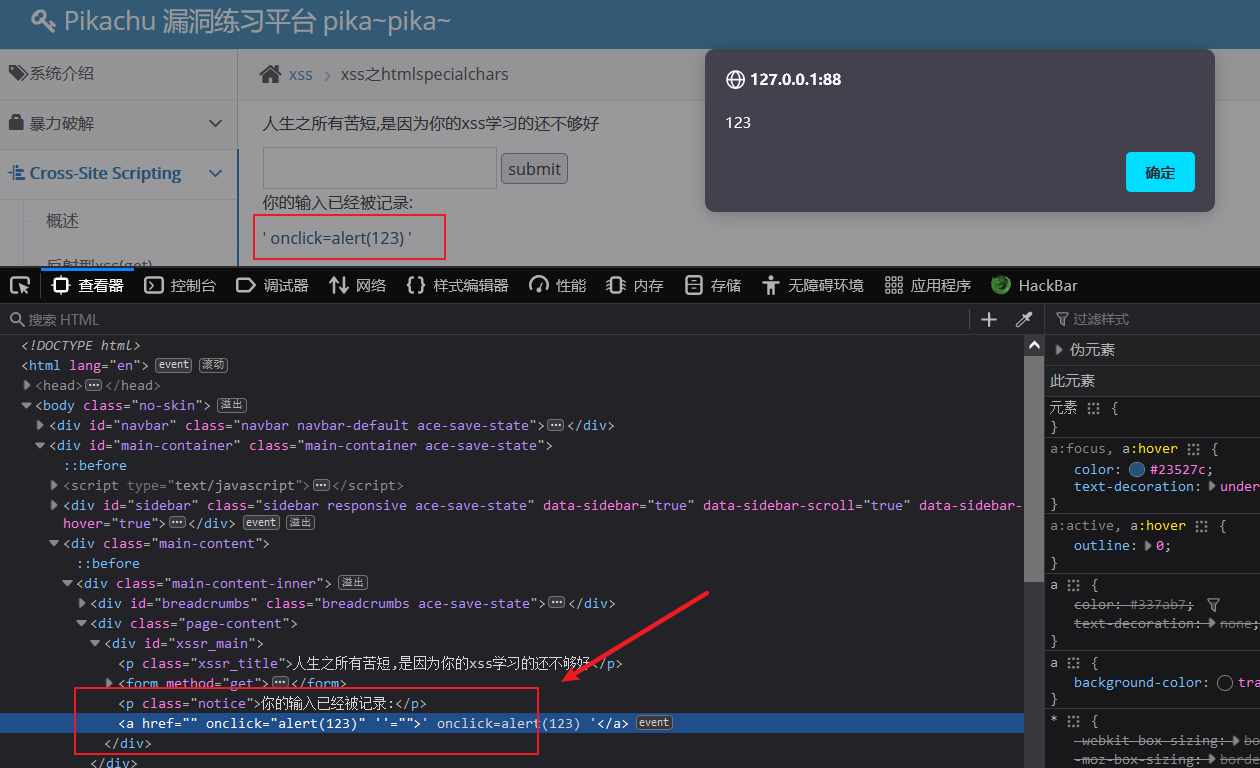 Pikachu 漏洞练习平台 pika~pika~
系统介绍
暴力破解
Cross-Site Scripting
概述
反射型xss(get)
xss
xss之htmlspecialchars
人生之所有苦短,是因为你的xss学习的还不够好
submit
你的输入已经被记录:
' onclick=alert(123) '
127.0.0.1:88
123
确定
查看器 控制台 调试器 网络 {} 样式编辑器 性能 内存 存储 无障碍环境 应用程序 HackBar
搜索 HTML
<!DOCTYPE html>
<html lang="en"> event 滚动
<head>⋯</head>
<body class="no-skin"> 溢出
<div id="navbar" class="navbar navbar-default ace-save-state">⋯</div>
<div id="main-container" class="main-container ace-save-state">
::before
<script type="text/javascript">⋯</script>
<div id="sidebar" class="sidebar responsive ace-save-state" data-sidebar="true" data-sidebar-scroll="true" data-sidebar-
hover="true">⋯</div> event 溢出
<div class="main-content">
::before
<div class="main-content-inner"> 溢出
<div id="breadcrumbs" class="breadcrumbs ace-save-state">⋯</div>
<div class="page-content">
<div id="xssr_main">
<p class="xssr_title">人生之所有苦短,是因为你的xss学习的还不够好</p>
<form method="get">⋯</form>
<p class="notice">你的输入已经被记录:</p>
<a href="" onclick="alert(123)" ''="">' onclick=alert(123) '</a> event
</div>
</div>
过滤样式
伪元素
此元素
元素 {
}
a:focus, a:hover {
color: #23527c;
text-decoration: under
}
a:active, a:hover {
outline: 0;
}
a {
color: #337ab7;
text-decoration: none;
}
a {
background-color: tra
}
* {
-webkit-box-sizing: bo
-moz-box-sizing: borde